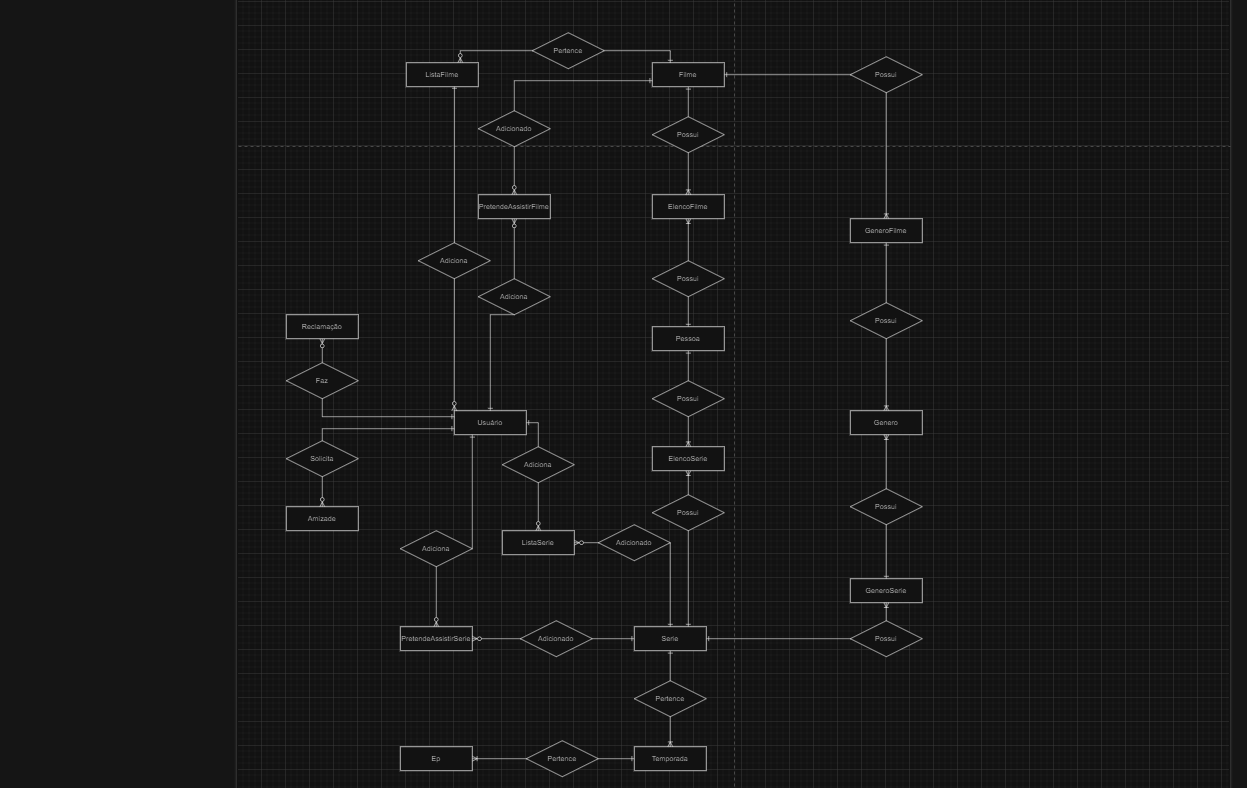 Pertence
ListaFilme
Filme
Possui
Adicionado
Possui
PretendeAssistirFilme
ElencoFilme
GeneroFilme
Adiciona
Possui
Adiciona
Possui
Reclamação
Pessoa
Faz
Possui
Usuário
Genero
Solicita
Adiciona
ElencoSerie
Possui
Possui
Amizade
Adiciona
ListaSerie
Adicionado
GeneroSerie
PretendeAssistirSerie
Adicionado
Serie
Possui
Pertence
Ep
Pertence
Temporada